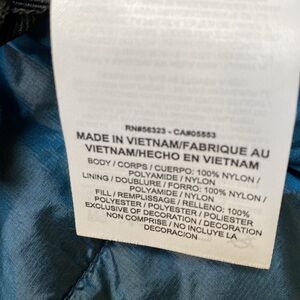 RN#56323 - CA#05553
MADE IN VIETNAM/FABRIQUE AU
VIETNAM/HECHO EN VIETNAM
BODY / CORPS / CUERPO: 100% NYLON /
POLYAMIDE / NYLON
LINING / DOUBLURE / FORRO: 100% NYLON /
POLYAMIDE / NYLON
FILL / REMPLISSAGE / RELLENO: 100%
POLYESTER / POLYESTER / POLIESTER
EXCLUSIVE OF DECORATION / DECORATION
NON COMPRISE / NO INCLUYE LA
DECORACION